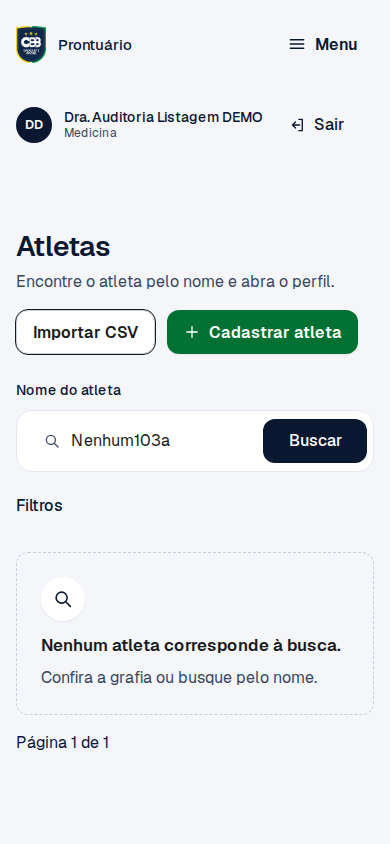 CBB
Prontuário
Menu
DD
Dra. Auditoria Listagem DEMO
Medicina
Sair
Atletas
Encontre o atleta pelo nome e abra o perfil.
Importar CSV
Cadastrar atleta
Nome do atleta
Nenhum103a
Buscar
Filtros
Nenhum atleta corresponde à busca.
Confira a grafia ou busque pelo nome.
Página 1 de 1